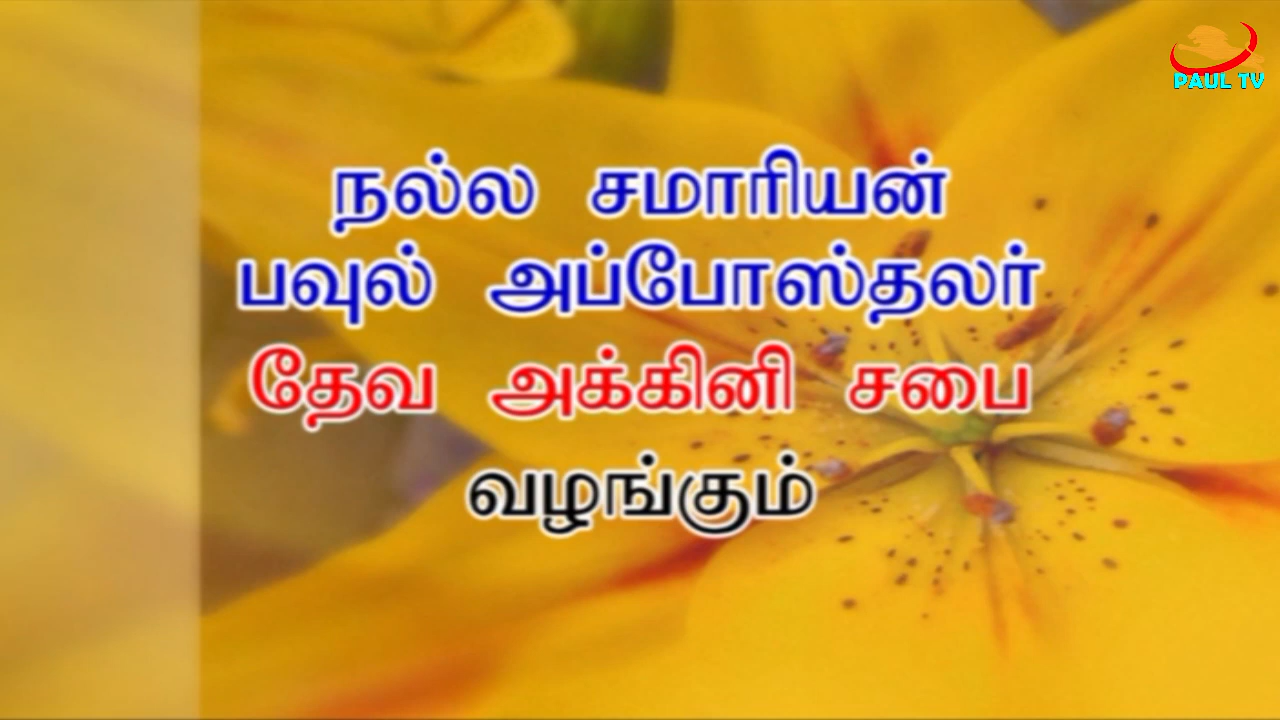 PAUL TV
நல்ல சமாரியன்
பவுல் அப்போஸ்தலர்
தேவ அக்கினி சபை
வழங்கும்